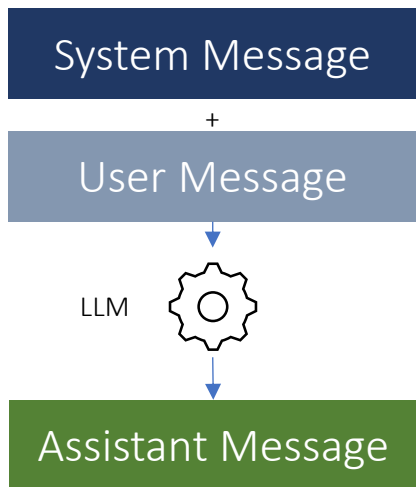 System Message
+
User Message
LLM
Assistant Message